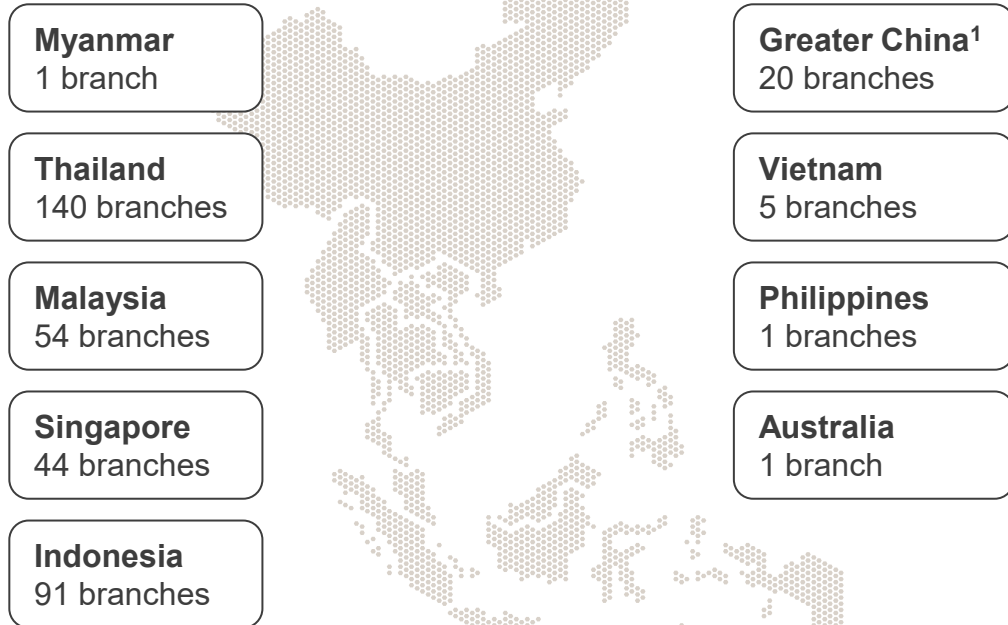 Myanmar
1 branch
Thailand
140 branches
Malaysia
54 branches
Singapore
44 branches
Indonesia
91 branches
Greater China¹
20 branches
Vietnam
5 branches
Philippines
1 branches
Australia
1 branch